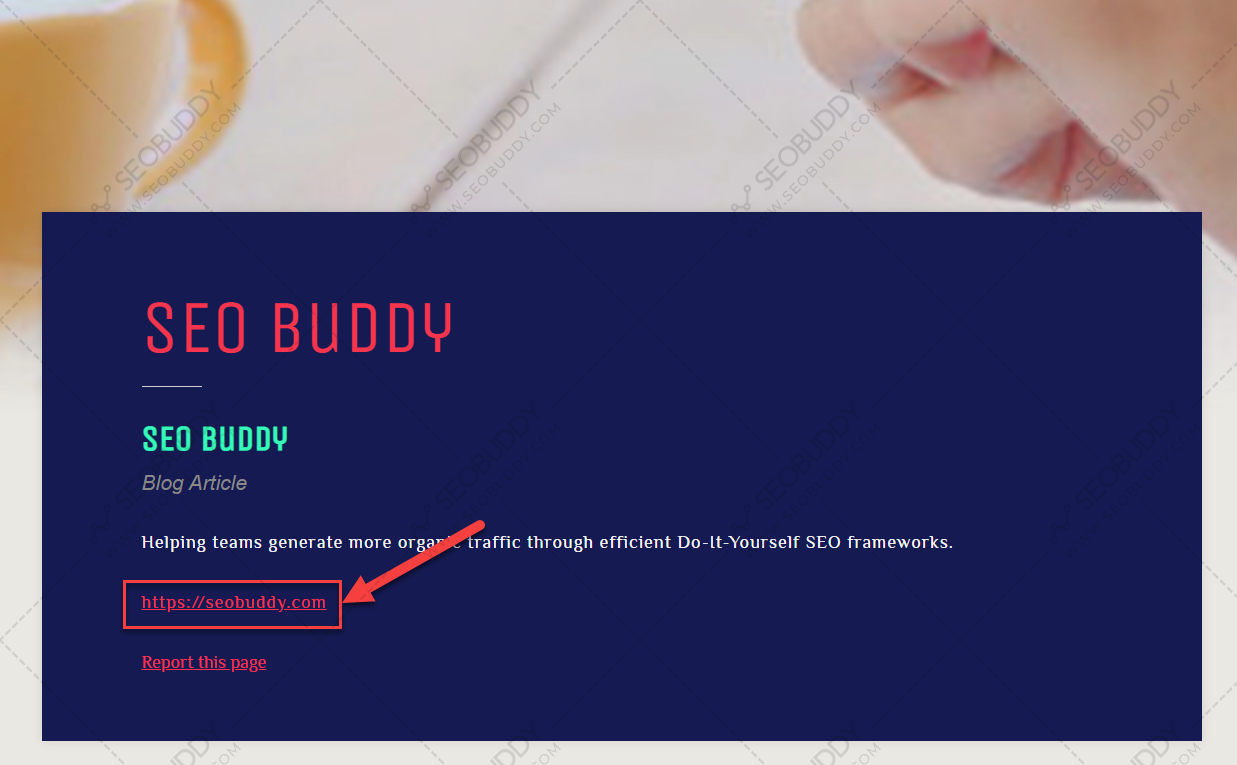 SEOBUDDY
WWW.SEOBUDDY.COM
SEO BUDDY
SEO BUDDY
Blog Article
Helping teams generate more organic traffic through efficient Do-It-Yourself SEO frameworks.
https://seobuddy.com
Report this page